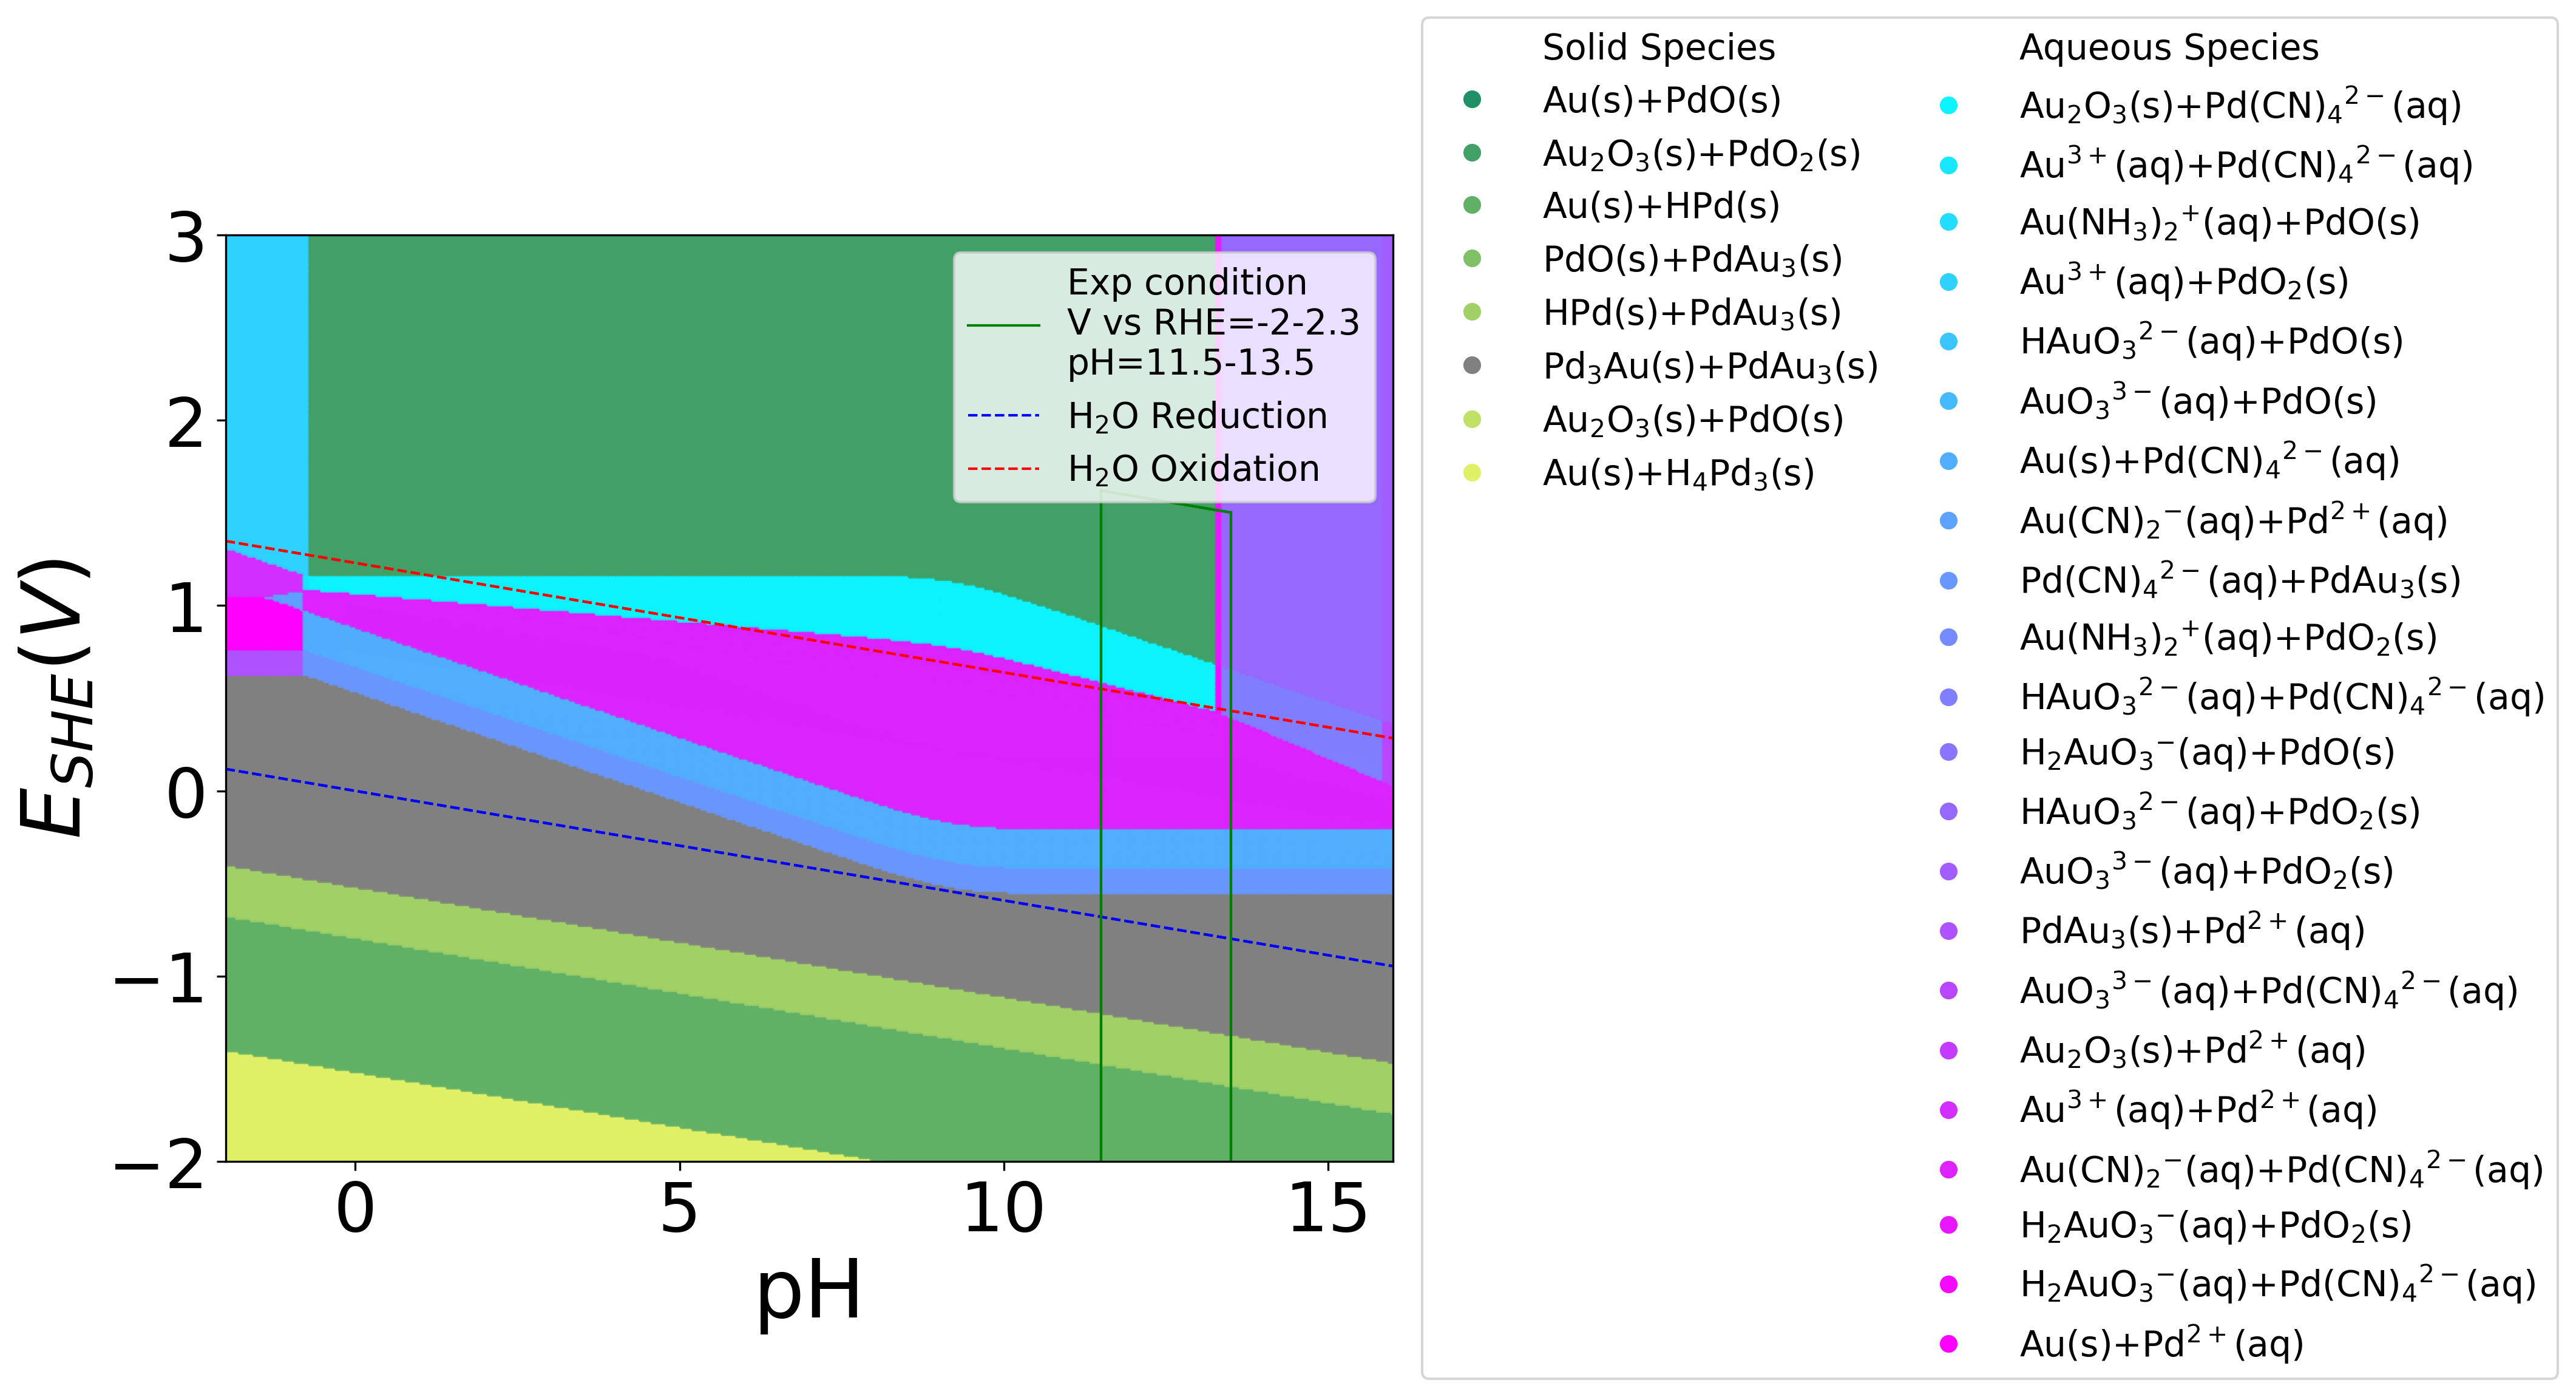 Solid Species
Au(s)+PdO(s)
Au₂O₃(s)+PdO₂(s)
Au(s)+HPd(s)
PdO(s)+PdAu₃(s)
HPd(s)+PdAu₃(s)
Pd₃Au(s)+PdAu₃(s)
Au₂O₃(s)+PdO(s)
Au(s)+H₄Pd₃(s)
Aqueous Species
Au₂O₃(s)+Pd(CN)₄²⁻(aq)
Au³⁺(aq)+Pd(CN)₄²⁻(aq)
Au(NH₃)₂⁺(aq)+PdO(s)
Au³⁺(aq)+PdO₂(s)
HAuO₃²⁻(aq)+PdO(s)
AuO₃³⁻(aq)+PdO(s)
Au(s)+Pd(CN)₄²⁻(aq)
Au(CN)₂⁻(aq)+Pd²⁺(aq)
Pd(CN)₄²⁻(aq)+PdAu₃(s)
Au(NH₃)₂⁺(aq)+PdO₂(s)
HAuO₃²⁻(aq)+Pd(CN)₄²⁻(aq)
H₂AuO₃⁻(aq)+PdO(s)
HAuO₃²⁻(aq)+PdO₂(s)
AuO₃³⁻(aq)+PdO₂(s)
PdAu₃(s)+Pd²⁺(aq)
AuO₃³⁻(aq)+Pd(CN)₄²⁻(aq)
Au₂O₃(s)+Pd²⁺(aq)
Au³⁺(aq)+Pd²⁺(aq)
Au(CN)₂⁻(aq)+Pd(CN)₄²⁻(aq)
H₂AuO₃⁻(aq)+PdO₂(s)
H₂AuO₃⁻(aq)+Pd(CN)₄²⁻(aq)
Au(s)+Pd²⁺(aq)
Exp condition
V vs RHE=-2-2.3
pH=11.5-13.5
H₂O Reduction
H₂O Oxidation
E_SHE(V)
3
2
1
0
−1
−2
0
5
10
15
pH